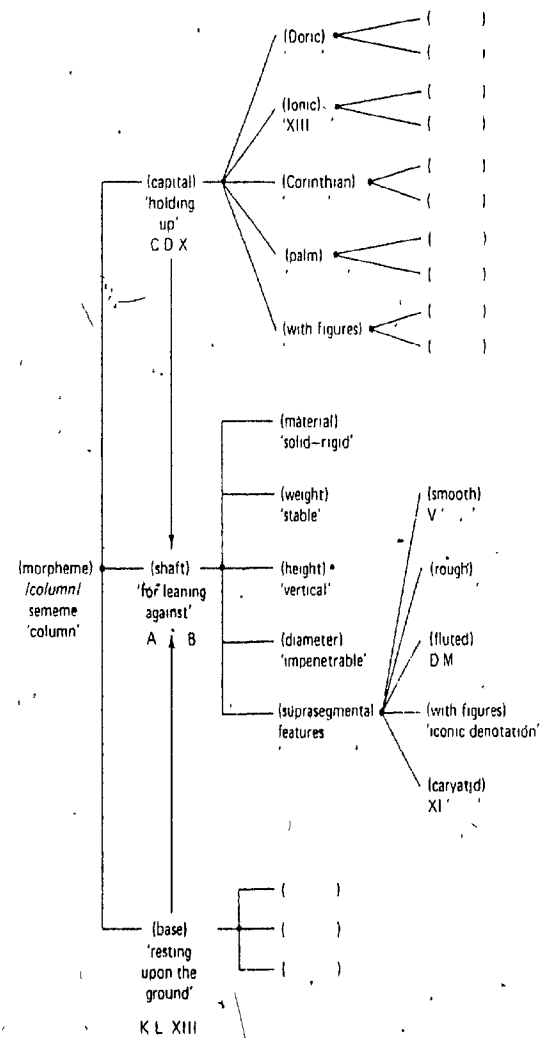 (Doric)
' '
( )
( )
(Ionic)
'XIII '
( )
( )
(capital)
'holding
up'
C D X
(Corinthian)
' '
( )
( )
(palm)
' '
( )
( )
(with figures)
'
( )
( )
(material)
'solid–rigid'
(weight)
'stable'
(morpheme)
/column/
sememe
'column'
(shaft)
'for leaning
against'
A B
(height)
'vertical'
(diameter)
'impenetrable'
(suprasegmental
features
(smooth)
V ' '
(rough)
(fluted)
D M
(with figures)
'iconic denotation'
(caryatid)
XI ' '
(base)
'resting
upon the
ground'
K L XIII
( )
( )
( )